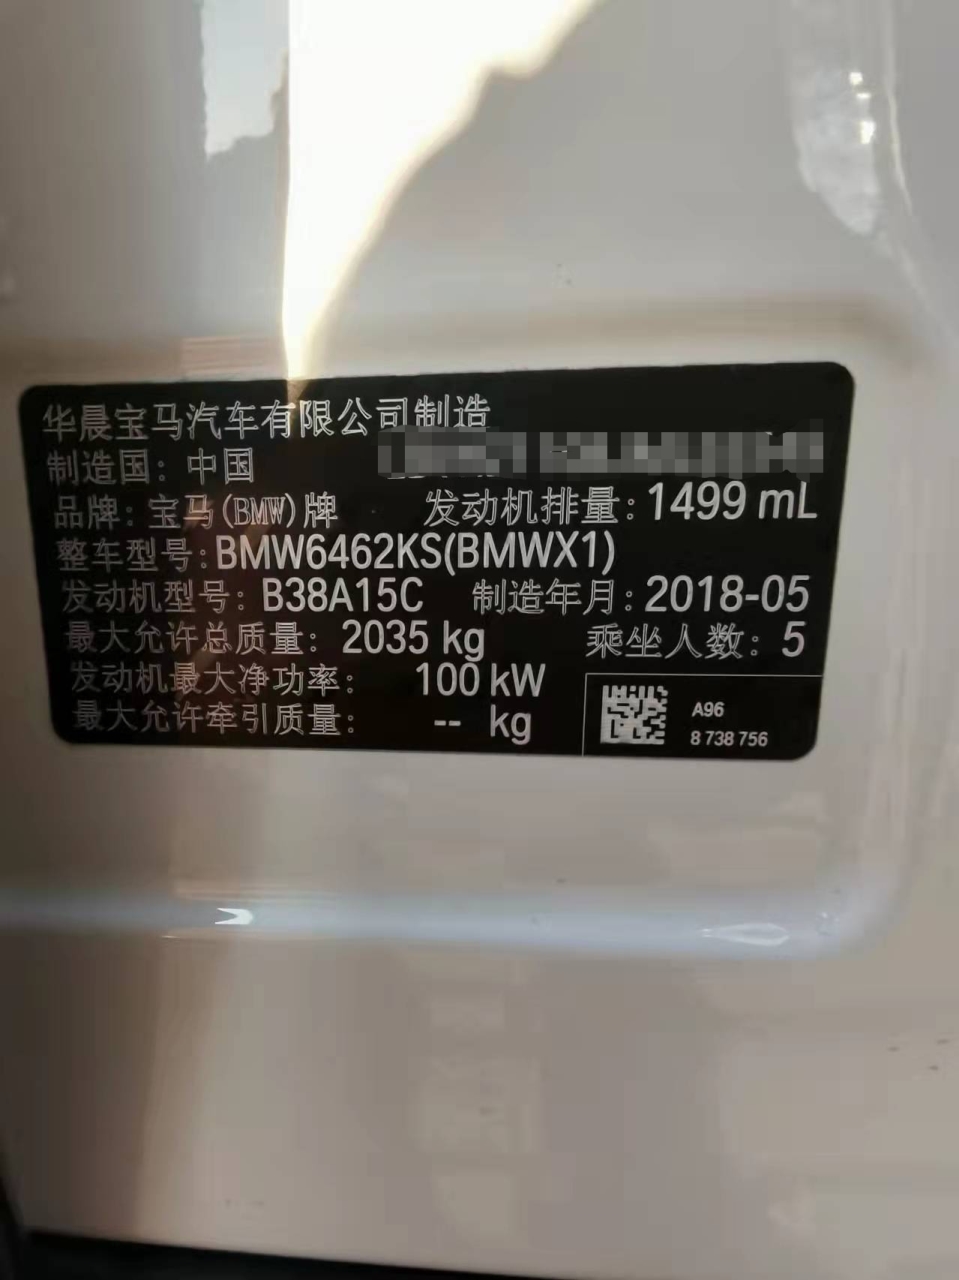 华晨宝马汽车有限公司制造
制造国：中国
品牌：宝马(BMW)牌 发动机排量：1499 mL
整车型号：BMW6462KS(BMWX1)
发动机型号：B38A15C 制造年月：2018-05
最大允许总质量：2035 kg 乘坐人数：5
发动机最大净功率： 100 kW
最大允许牵引质量： -- kg
A96
8 738 756